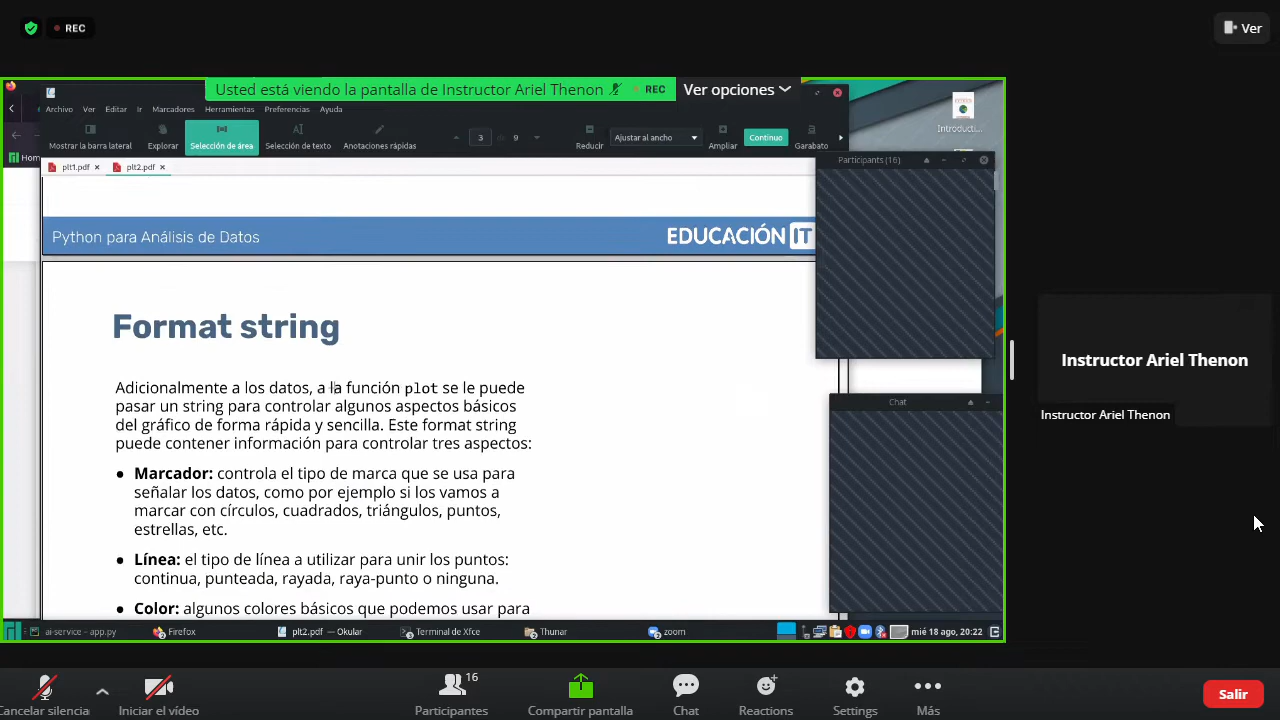 REC
Ver
Usted está viendo la pantalla de Instructor Ariel Thenon
REC
Ver opciones
Archivo Ver Editar Ir Marcadores Herramientas Preferencias Ayuda
Introducti...
3 9
Mostrar la barra lateral Explorar Selección de área Selección de texto Anotaciones rápidas Reducir Ajustar al ancho Ampliar Continuo Garabato
Hom
plt1.pdf plt2.pdf
Participants (16)
Python para Análisis de Datos
EDUCACIÓN IT
Format string
Adicionalmente a los datos, a la función plot se le puede
pasar un string para controlar algunos aspectos básicos
del gráfico de forma rápida y sencilla. Este format string
puede contener información para controlar tres aspectos:
● Marcador: controla el tipo de marca que se usa para
señalar los datos, como por ejemplo si los vamos a
marcar con círculos, cuadrados, triángulos, puntos,
estrellas, etc.
● Línea: el tipo de línea a utilizar para unir los puntos:
continua, punteada, rayada, raya-punto o ninguna.
● Color: algunos colores básicos que podemos usar para
Chat
Instructor Ariel Thenon
Instructor Ariel Thenon
ai-service – app.py Firefox plt2.pdf — Okular Terminal de Xfce Thunar zoom mié 18 ago, 20:22
Cancelar silencia Iniciar el vídeo Participantes 16 Compartir pantalla Chat Reactions Settings Más Salir